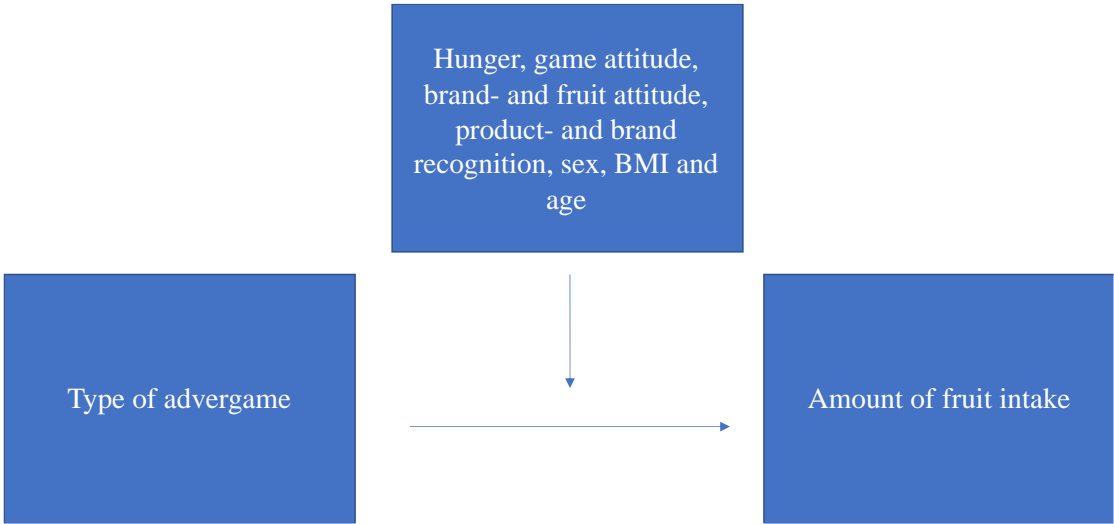 Hunger, game attitude,
brand- and fruit attitude,
product- and brand
recognition, sex, BMI and
age
Type of advergame
Amount of fruit intake